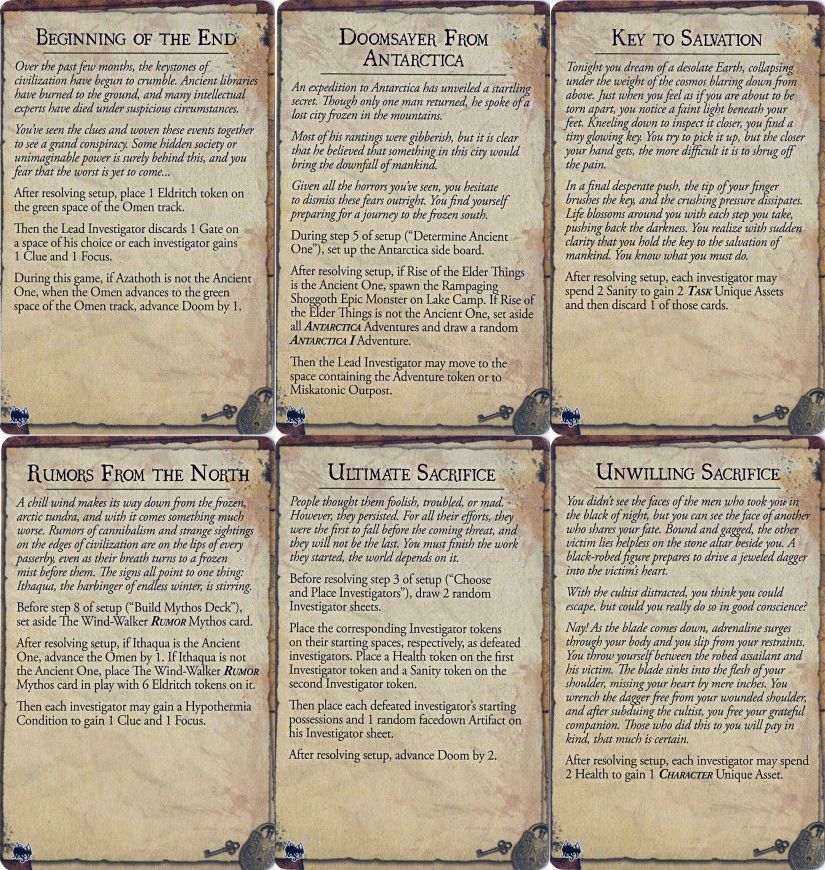 BEGINNING OF THE END
Over the past few months, the keystones of
civilization have begun to crumble. Ancient libraries
have burned to the ground, and many intellectual
experts have died under suspicious circumstances.
You've seen the clues and woven these events together
to see a grand conspiracy. Some hidden society or
unimaginable power is surely behind this, and you
fear that the worst is yet to come...
After resolving setup, place 1 Eldritch token on
the green space of the Omen track.
Then the Lead Investigator discards 1 Gate on
a space of his choice or each investigator gains
1 Clue and 1 Focus.
During this game, if Azathoth is not the Ancient
One, when the Omen advances to the green
space of the Omen track, advance Doom by 1.
DOOMSAYER FROM
ANTARCTICA
An expedition to Antarctica has unveiled a startling
secret. Though only one man returned, he spoke of a
lost city frozen in the mountains.
Most of his rantings were gibberish, but it is clear
that he believed that something in this city would
bring the downfall of mankind.
Given all the horrors you've seen, you hesitate
to dismiss these fears outright. You find yourself
preparing for a journey to the frozen south.
During step 5 of setup ("Determine Ancient
One"), set up the Antarctica side board.
After resolving setup, if Rise of the Elder Things
is the Ancient One, spawn the Rampaging
Shoggoth Epic Monster on Lake Camp. If Rise of
the Elder Things is not the Ancient One, set aside
all ANTARCTICA Adventures and draw a random
ANTARCTICA I Adventure.
Then the Lead Investigator may move to the
space containing the Adventure token or to
Miskatonic Outpost.
KEY TO SALVATION
Tonight you dream of a desolate Earth, collapsing
under the weight of the cosmos blaring down from
above. Just when you feel as if you are about to be
torn apart, you notice a faint light beneath your
feet. Kneeling down to inspect it closer, you find a
tiny glowing key. You try to pick it up, but the closer
your hand gets, the more difficult it is to shrug off
the pain.
In a final desperate push, the tip of your finger
brushes the key, and the crushing pressure dissipates.
Life blossoms around you with each step you take,
pushing back the darkness. You realize with sudden
clarity that you hold the key to the salvation of
mankind. You know what you must do.
After resolving setup, each investigator may
spend 2 Sanity to gain 2 TASK Unique Assets
and then discard 1 of those cards.
RUMORS FROM THE NORTH
A chill wind makes its way down from the frozen,
arctic tundra, and with it comes something much
worse. Rumors of cannibalism and strange sightings
on the edges of civilization are on the lips of every
passerby, even as their breath turns to a frozen
mist before them. The signs all point to one thing:
Ithaqua, the harbinger of endless winter, is stirring.
Before step 8 of setup ("Build Mythos Deck"),
set aside The Wind-Walker RUMOR Mythos card.
After resolving setup, if Ithaqua is the Ancient
One, advance the Omen by 1. If Ithaqua is not
the Ancient One, place The Wind-Walker RUMOR
Mythos card in play with 6 Eldritch tokens on it.
Then each investigator may gain a Hypothermia
Condition to gain 1 Clue and 1 Focus.
ULTIMATE SACRIFICE
People thought them foolish, troubled, or mad.
However, they persisted. For all their efforts, they
were the first to fall before the coming threat, and
they will not be the last. You must finish the work
they started, the world depends on it.
Before resolving step 3 of setup ("Choose
and Place Investigators"), draw 2 random
Investigator sheets.
Place the corresponding Investigator tokens
on their starting spaces, respectively, as defeated
investigators. Place a Health token on the first
Investigator token and a Sanity token on the
second Investigator token.
Then place each defeated investigator's starting
possessions and 1 random facedown Artifact on
his Investigator sheet.
After resolving setup, advance Doom by 2.
UNWILLING SACRIFICE
You didn't see the faces of the men who took you in
the black of night, but you can see the face of another
who shares your fate. Bound and gagged, the other
victim lies helpless on the stone altar beside you. A
black-robed figure prepares to drive a jeweled dagger
into the victim's heart.
With the cultist distracted, you think you could
escape, but could you really do so in good conscience?
Nay! As the blade comes down, adrenaline surges
through your body and you slip from your restraints.
You throw yourself between the robed assailant and
his victim. The blade sinks into the flesh of your
shoulder, missing your heart by mere inches. You
wrench the dagger free from your wounded shoulder,
and after subduing the cultist, you free your grateful
companion. Those who did this to you will pay in
kind, that much is certain.
After resolving setup, each investigator may spend
2 Health to gain 1 CHARACTER Unique Asset.